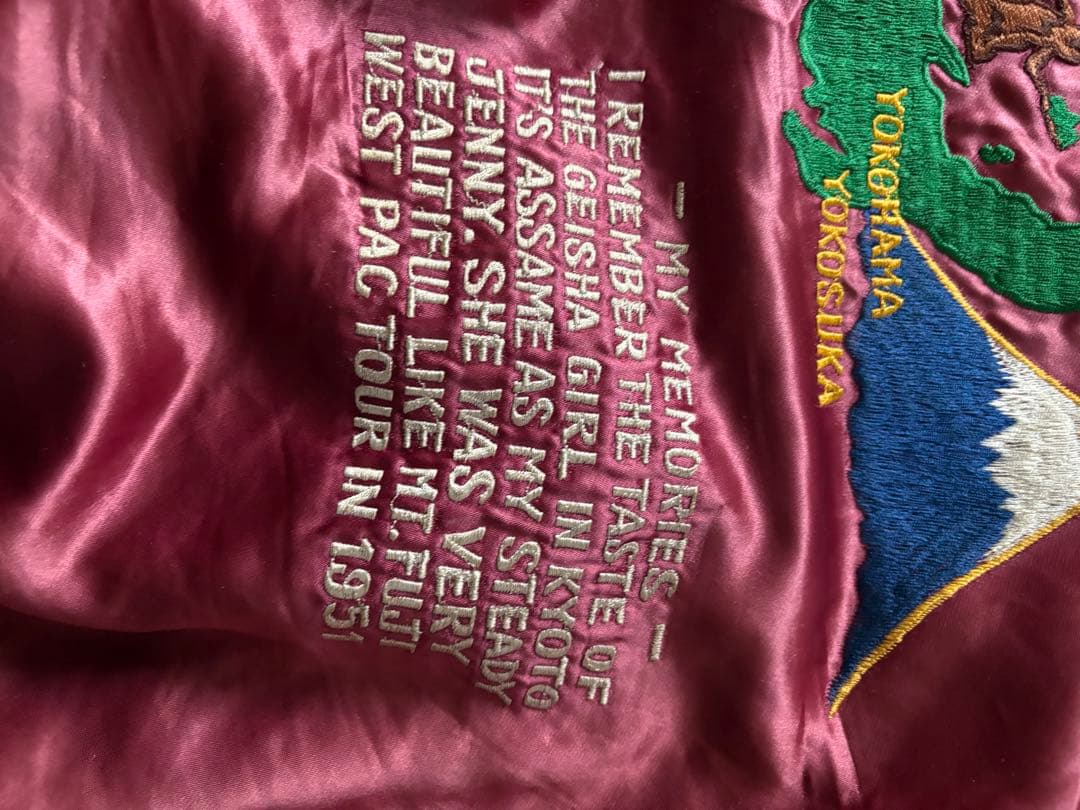 YOKOHAMA
YOKOSUKA
— MY MEMORIES —
I REMEMBER THE TASTE OF
THE GEISHA GIRL IN KYOTO
IT'S ASSAME AS MY STEADY
JENNY. SHE WAS VERY
BEAUTIFUL LIKE MT.FUJI
WEST PAC TOUR IN 1951